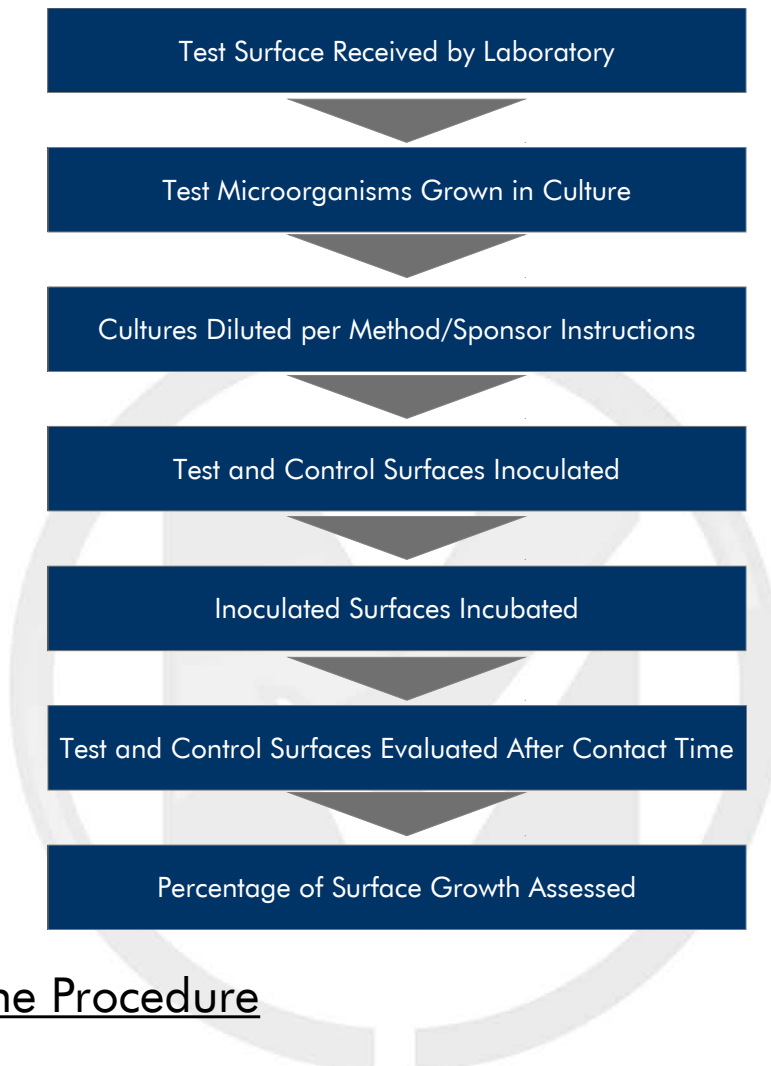 Test Surface Received by Laboratory
Test Microorganisms Grown in Culture
Cultures Diluted per Method/Sponsor Instructions
Test and Control Surfaces Inoculated
Inoculated Surfaces Incubated
Test and Control Surfaces Evaluated After Contact Time
Percentage of Surface Growth Assessed
Procedure